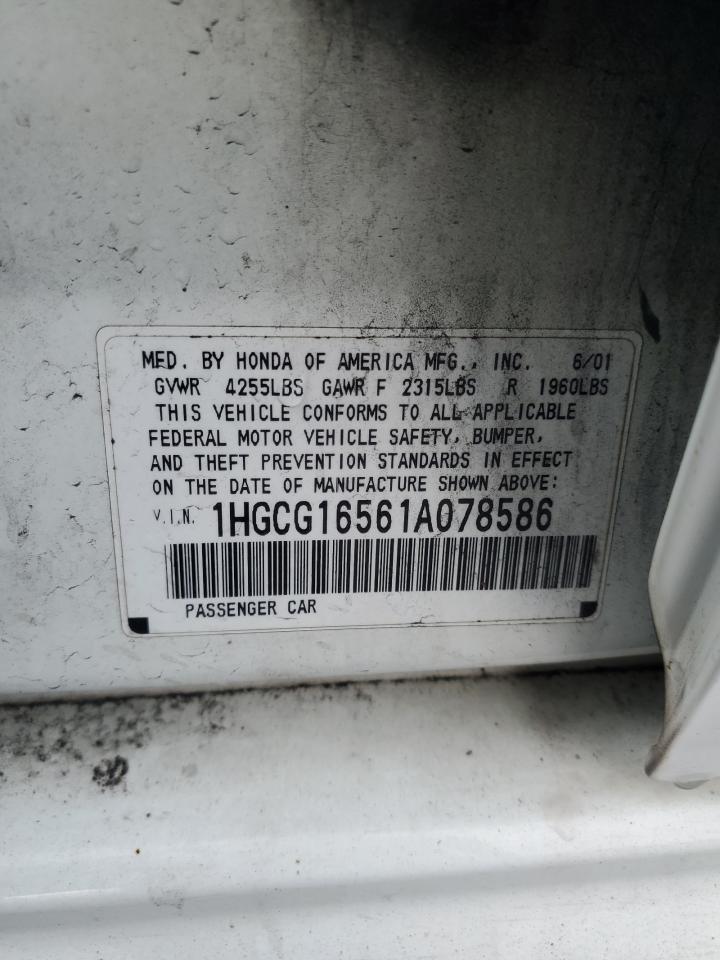 MFD. BY HONDA OF AMERICA MFG., INC. 6/01
GVWR 4255LBS GAWR F 2315LBS R 1960LBS
THIS VEHICLE CONFORMS TO ALL APPLICABLE
FEDERAL MOTOR VEHICLE SAFETY, BUMPER,
AND THEFT PREVENTION STANDARDS IN EFFECT
ON THE DATE OF MANUFACTURE SHOWN ABOVE:
V.I.N. 1HGCG16561A078586
PASSENGER CAR